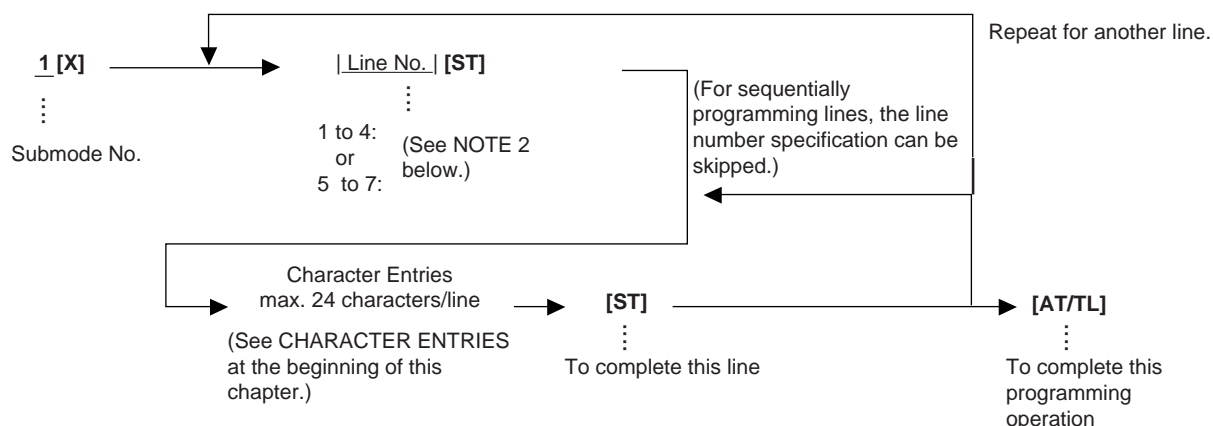 Repeat for another line.
1 [X]
| Line No. | [ST]
Submode No.
1 to 4:
or
5 to 7:
(See NOTE 2
below.)
(For sequentially
programming lines, the line
number specification can be
skipped.)
Character Entries
max. 24 characters/line
(See CHARACTER ENTRIES
at the beginning of this
chapter.)
[ST]
To complete this line
[AT/TL]
To complete this
programming
operation